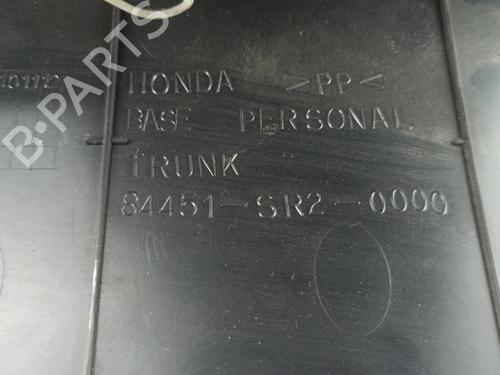 HONDA >PP<
BASE PERSONAL
TRUNK
84451-SR2-0000
B-PARTS